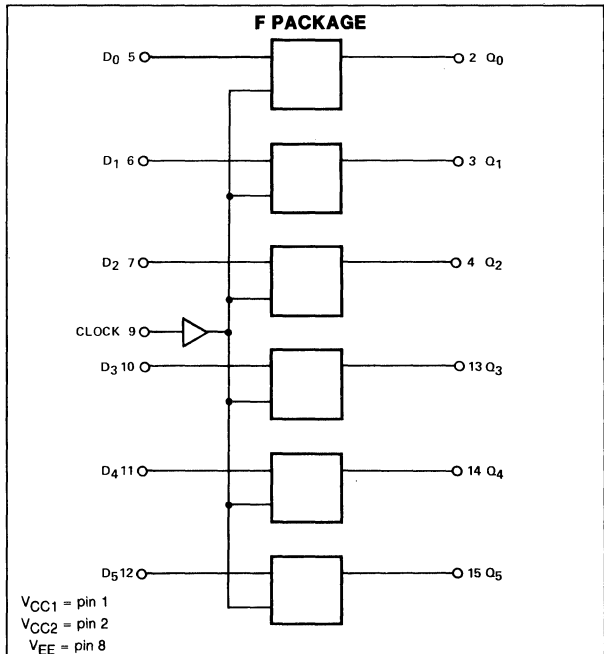 F PACKAGE
D0 5 2 Q0
D1 6 3 Q1
D2 7 4 Q2
CLOCK 9
D3 10 13 Q3
D4 11 14 Q4
D5 12 15 Q5
VCC1 = pin 1
VCC2 = pin 2
VEE = pin 8